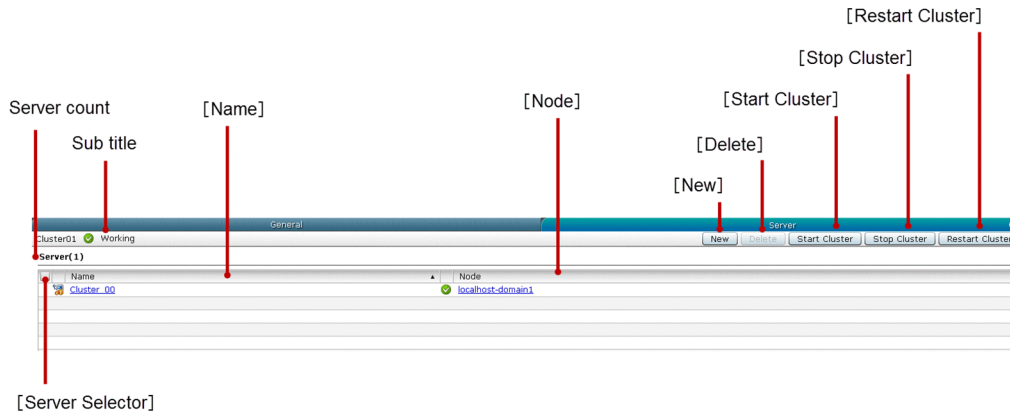 [Restart Cluster]
[Stop Cluster]
Server count
[Name]
[Node]
[Start Cluster]
Sub title
[Delete]
[New]
General
Server
Cluster01 Working
New Delete Start Cluster Stop Cluster Restart Cluster
Server(1)
Name ▲ Node
Cluster_00 localhost-domain1
[Server Selector]